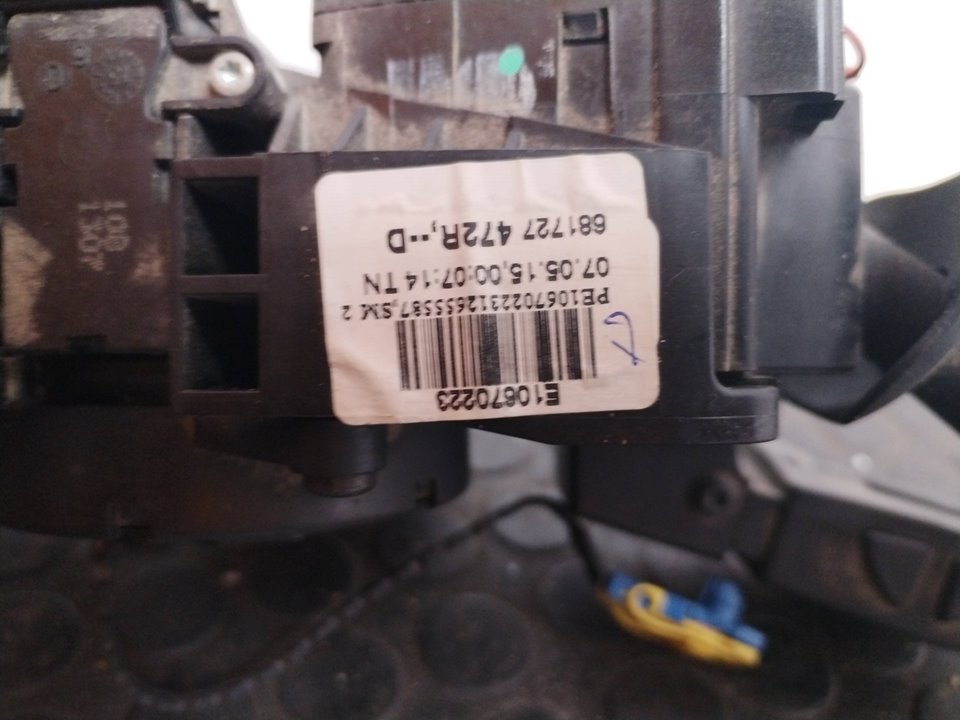 E10670223
PE10670223126555587,SM 2
07.05.15,00:07:14 TN
681727 472R,--D